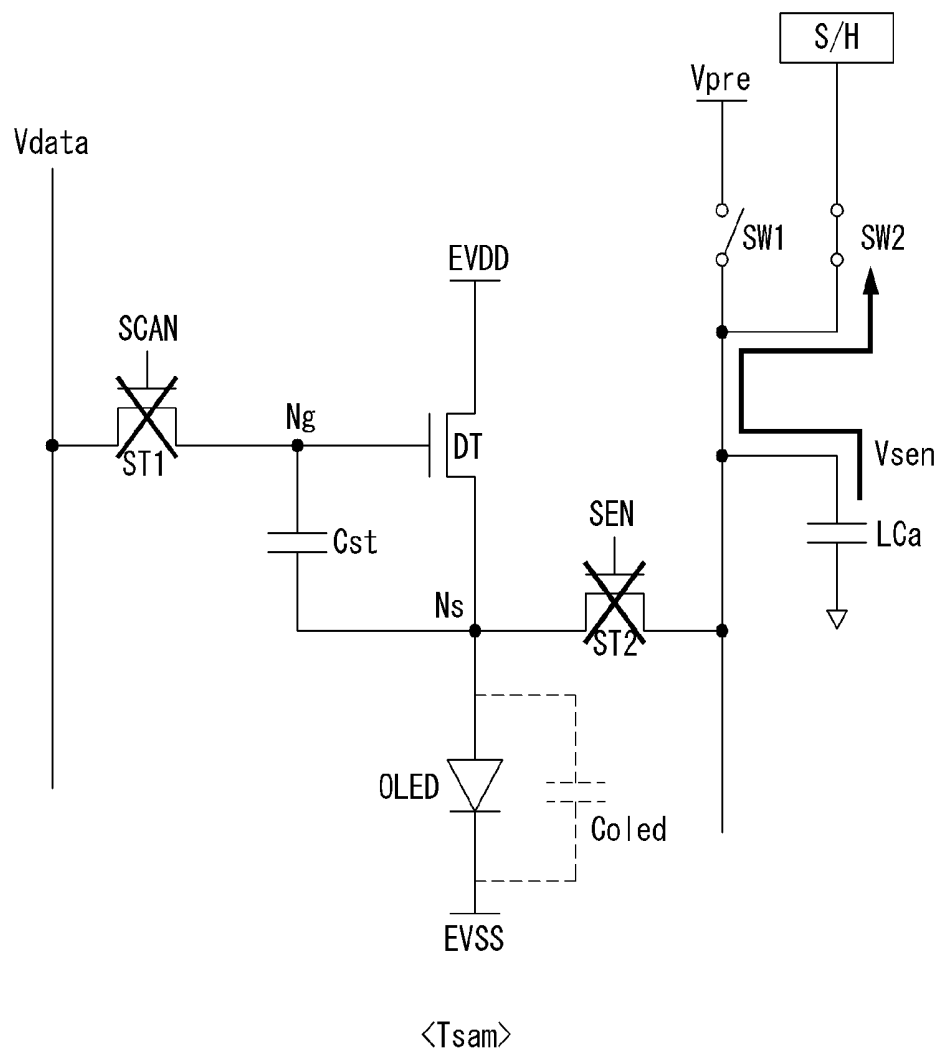 S/H
Vpre
Vdata
SW1
SW2
EVDD
SCAN
Ng
DT
ST1
Vsen
SEN
LCa
Cst
Ns
ST2
OLED
Coled
EVSS
<Tsam>